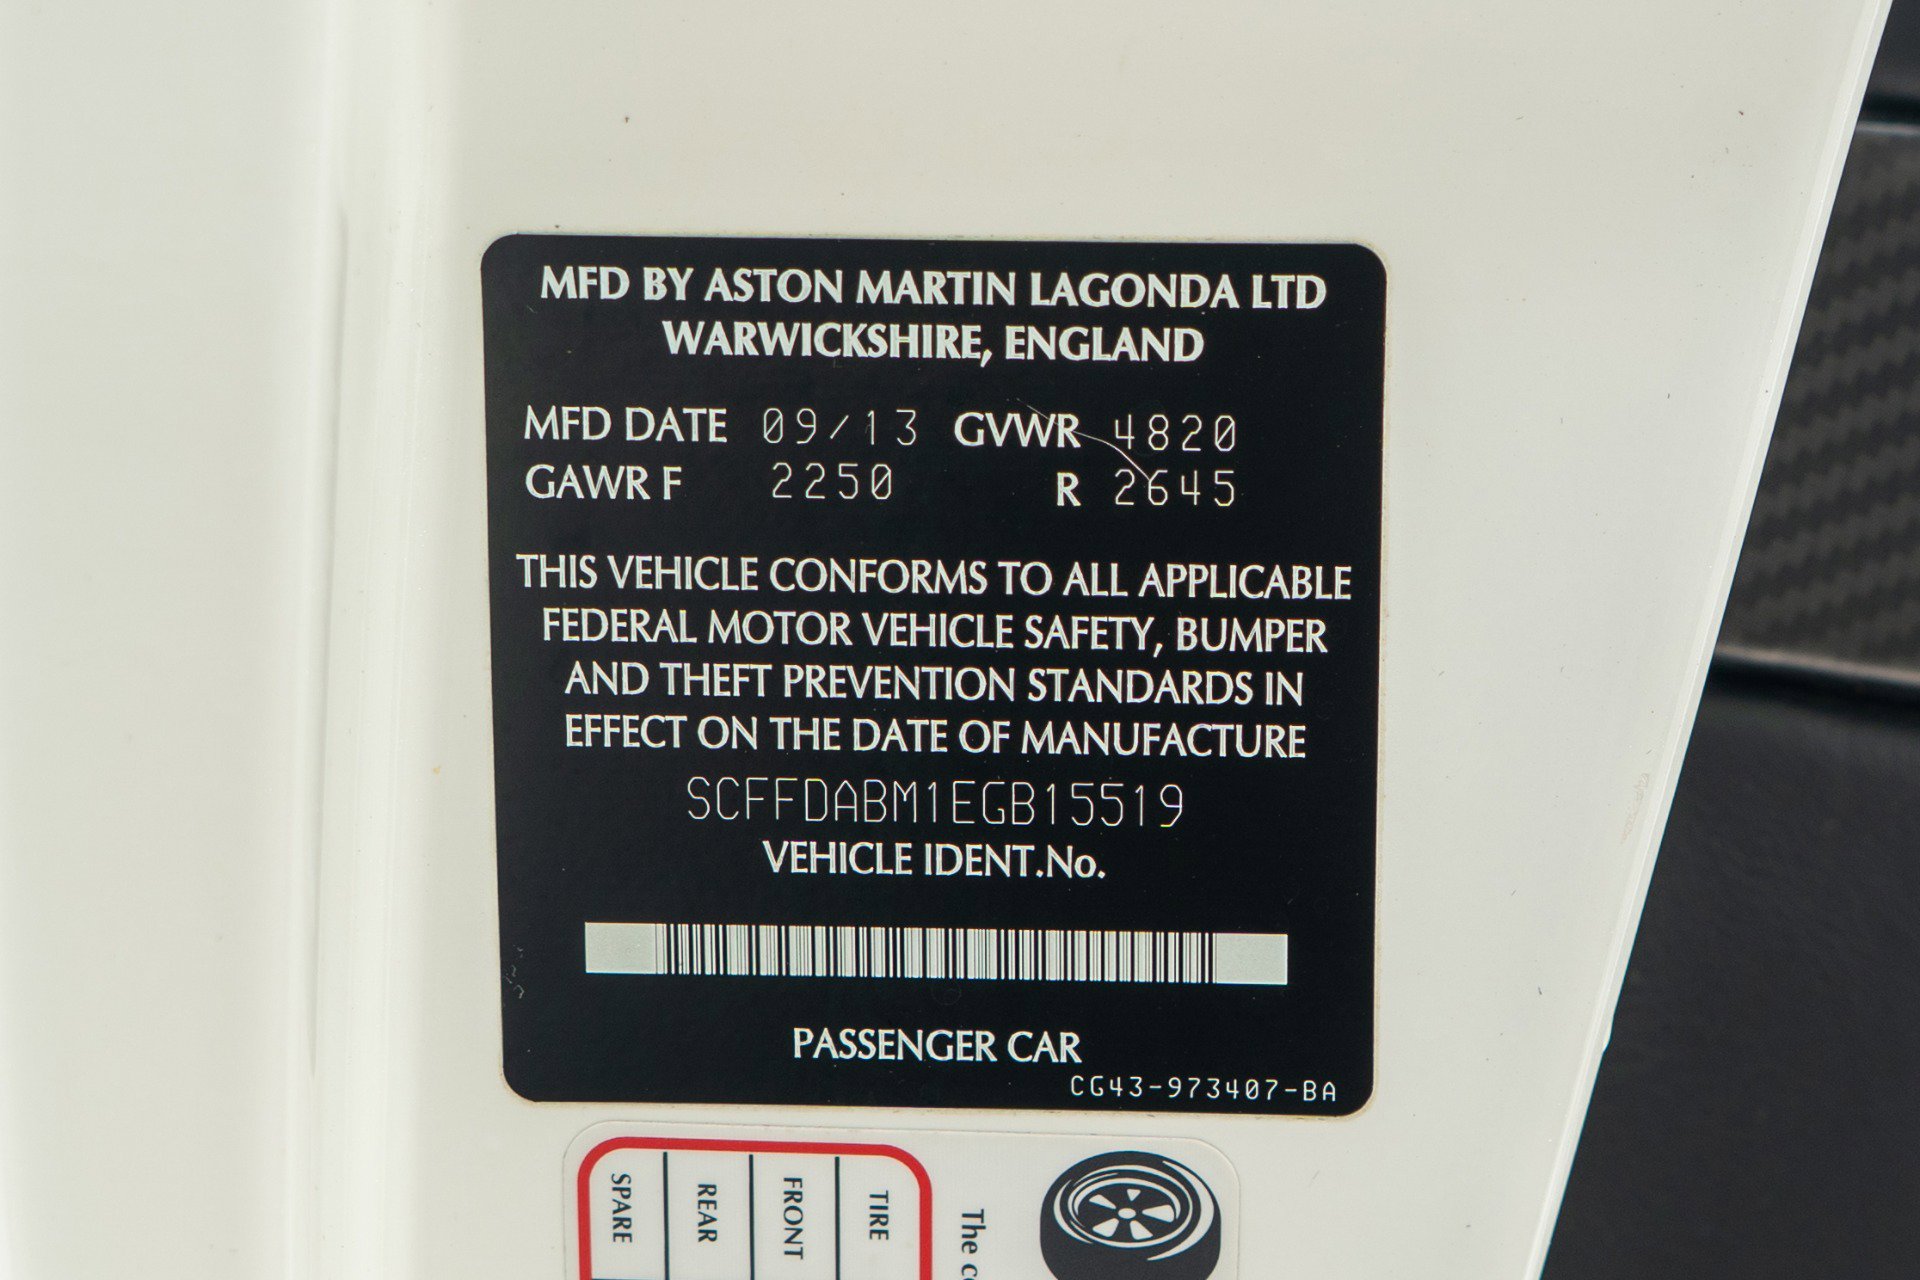 MFD BY ASTON MARTIN LAGONDA LTD
WARWICKSHIRE, ENGLAND
MFD DATE 09/13 GVWR 4820
GAWR F 2250 R 2645
THIS VEHICLE CONFORMS TO ALL APPLICABLE
FEDERAL MOTOR VEHICLE SAFETY, BUMPER
AND THEFT PREVENTION STANDARDS IN
EFFECT ON THE DATE OF MANUFACTURE
SCFFDABM1EGB15519
VEHICLE IDENT.No.
PASSENGER CAR
CG43-973407-BA
TIRE
FRONT
REAR
SPARE
The